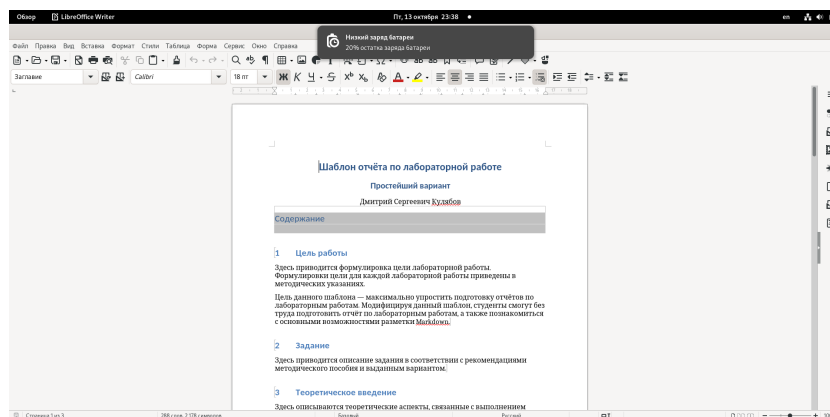 Обзор LibreOffice Writer Пт, 13 октября 23:38 en
Низкий заряд батареи
20% остатка заряда батареи
Файл Правка Вид Вставка Формат Стили Таблица Форма Сервис Окно Справка
Заглавие Calibri 18 пт Ж К Ч
Шаблон отчёта по лабораторной работе
Простейший вариант
Дмитрий Сергеевич Кулябов
Содержание
1 Цель работы
Здесь приводится формулировка цели лабораторной работы.
Формулировки цели для каждой лабораторной работы приведены в
методических указаниях.
Цель данного шаблона — максимально упростить подготовку отчётов по
лабораторным работам. Модифицируя данный шаблон, студенты смогут без
труда подготовить отчёт по лабораторным работам, а также познакомиться
с основными возможностями разметки Markdown.
2 Задание
Здесь приводится описание задания в соответствии с рекомендациями
методического пособия и выданным вариантом.
3 Теоретическое введение
Здесь описываются теоретические аспекты, связанные с выполнением
Страница 1 из 3 288 слов, 2 178 символов Базовый Русский